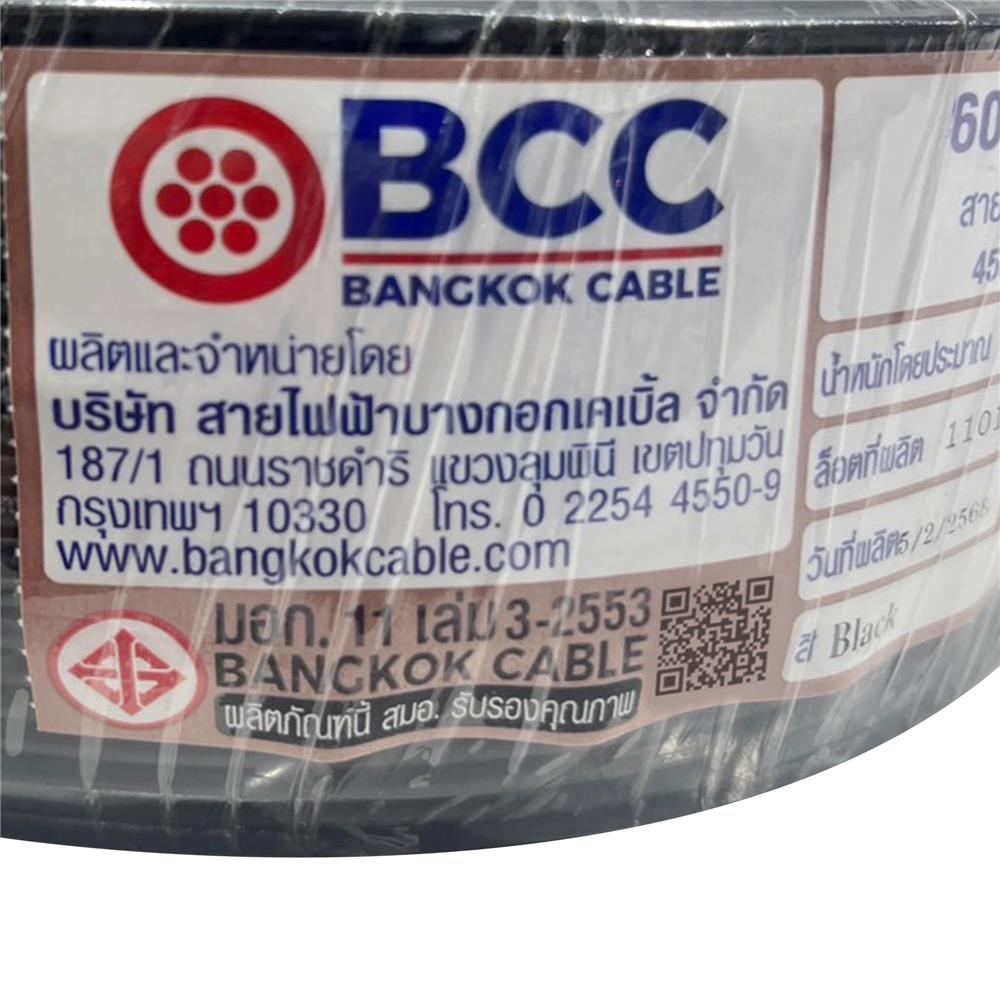 BCC
BANGKOK CABLE
ผลิตและจำหน่ายโดย
บริษัท สายไฟฟ้าบางกอกเคเบิ้ล จำกัด
187/1 ถนนราชดำริ แขวงลุมพินี เขตปทุมวัน
กรุงเทพฯ 10330 โทร. 0 2254 4550-9
www.bangkokcable.com
มอก. 11 เล่ม 3-2553
BANGKOK CABLE
ผลิตภัณฑ์นี้ สมอ. รับรองคุณภาพ
60
สาย
45
น้ำหนักโดยประมาณ
ล็อตที่ผลิต 1101
วันที่ผลิต 5/2/2568
สี Black